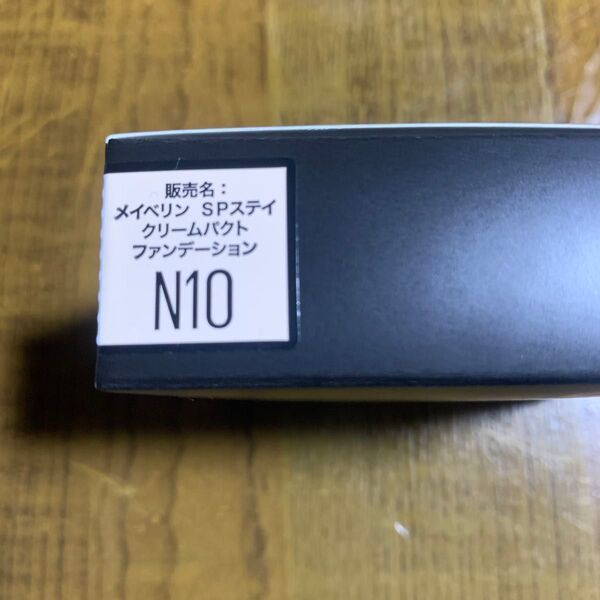 販売名：
メイベリン SPステイ
クリームパクト
ファンデーション
N10